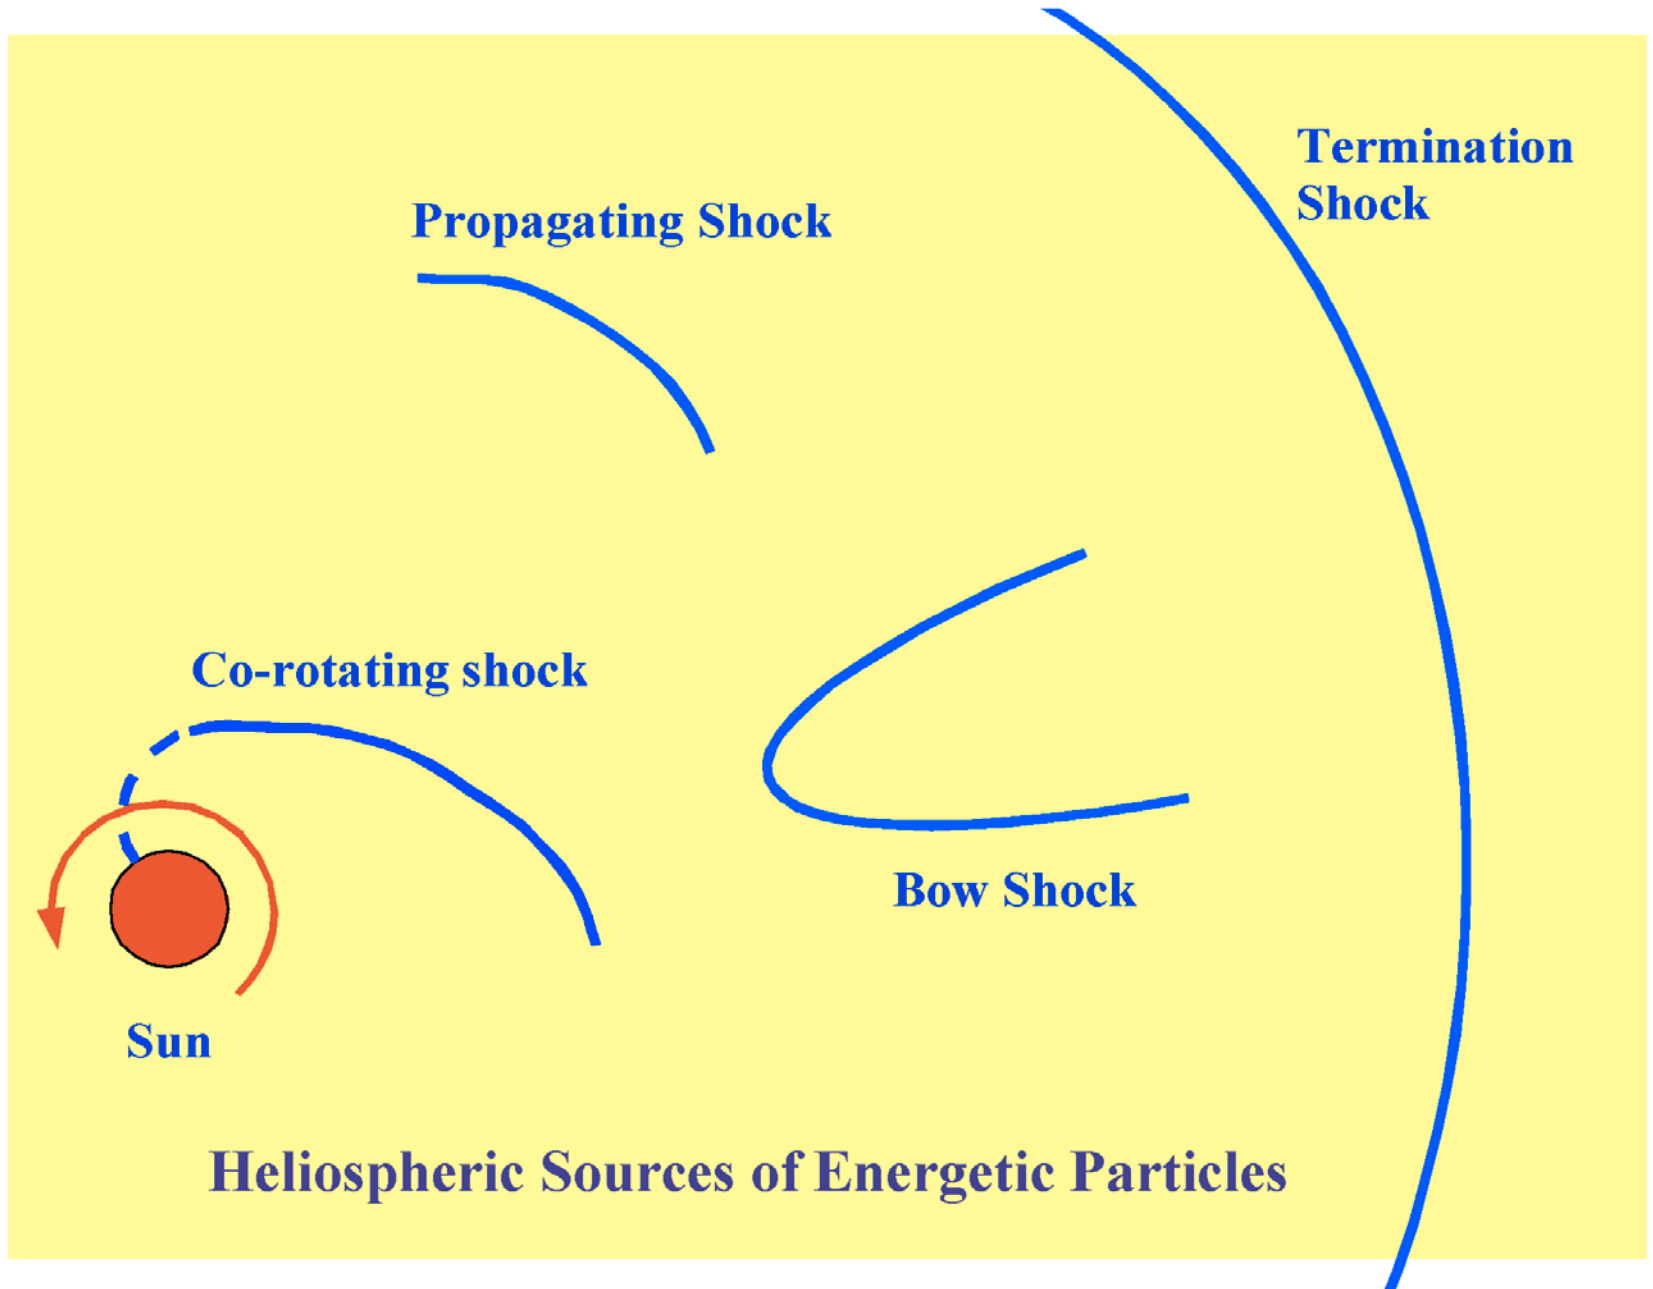 Termination
Shock
Propagating Shock
Co-rotating shock
Bow Shock
Sun
Heliospheric Sources of Energetic Particles